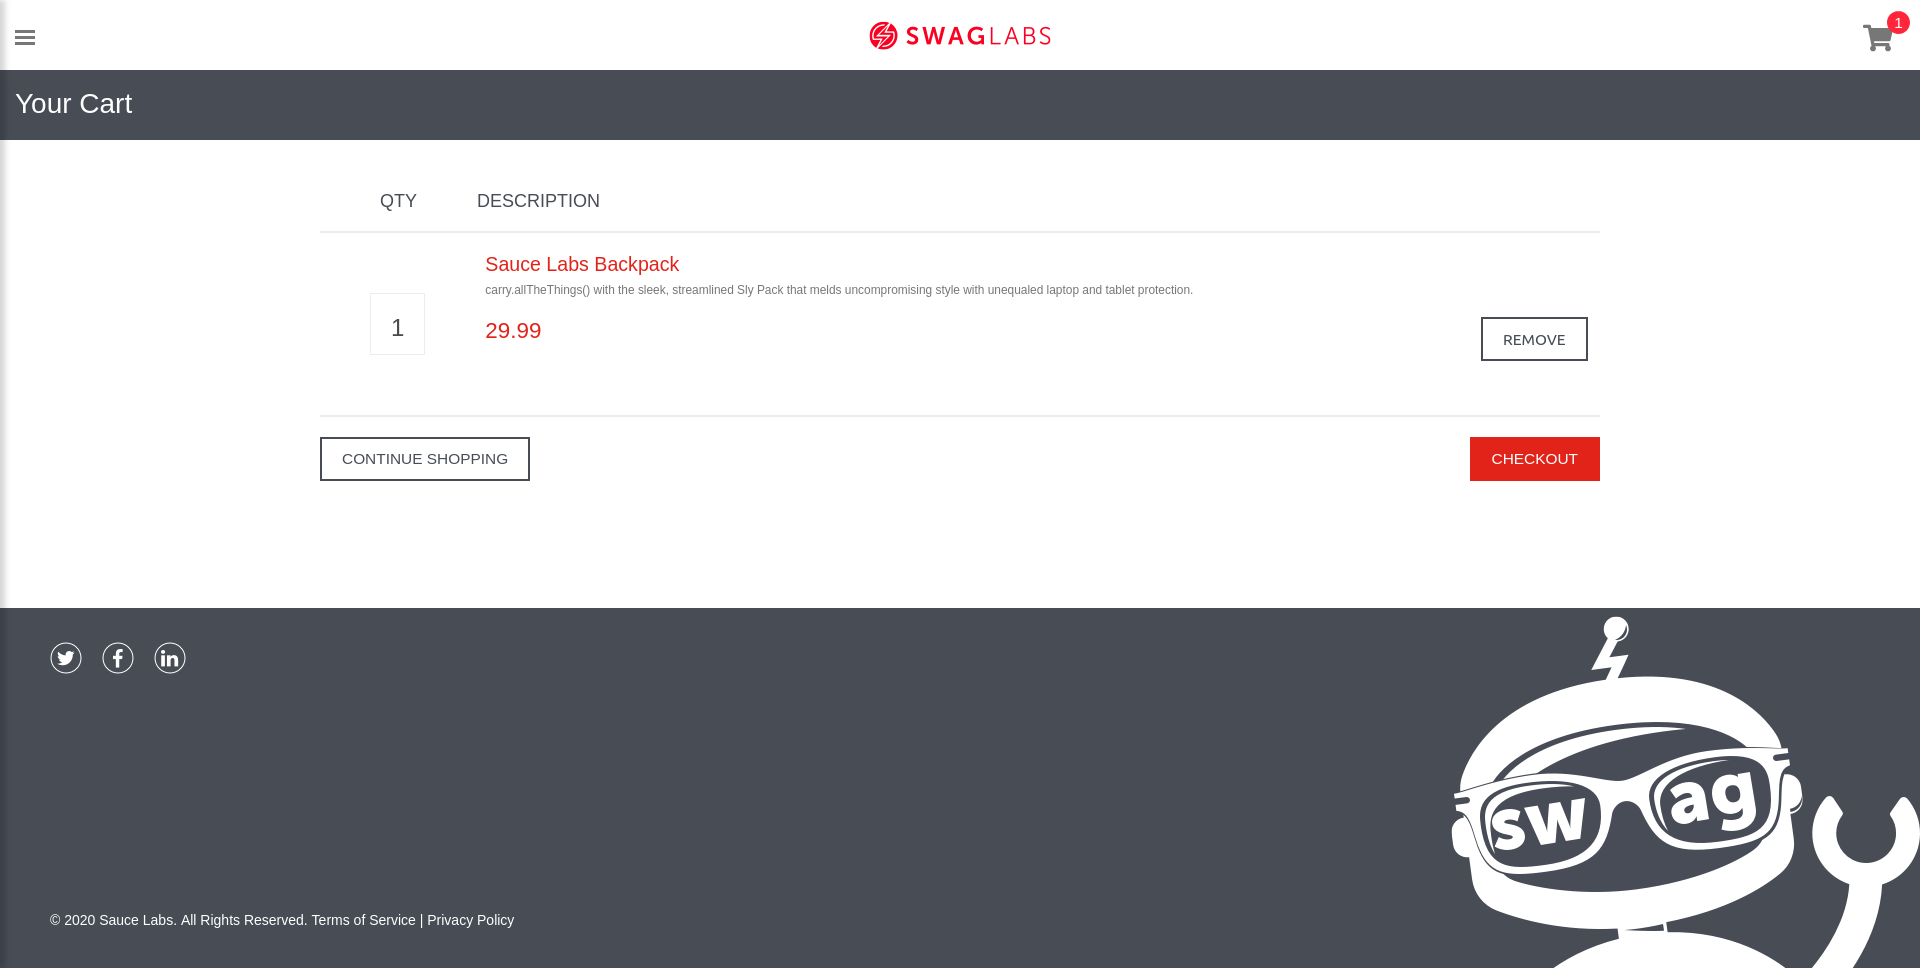 SWAGLABS
1
Your Cart
QTY DESCRIPTION
Sauce Labs Backpack
carry.allTheThings() with the sleek, streamlined Sly Pack that melds uncompromising style with unequaled laptop and tablet protection.
1
29.99
REMOVE
CONTINUE SHOPPING
CHECKOUT
sw ag
© 2020 Sauce Labs. All Rights Reserved. Terms of Service | Privacy Policy